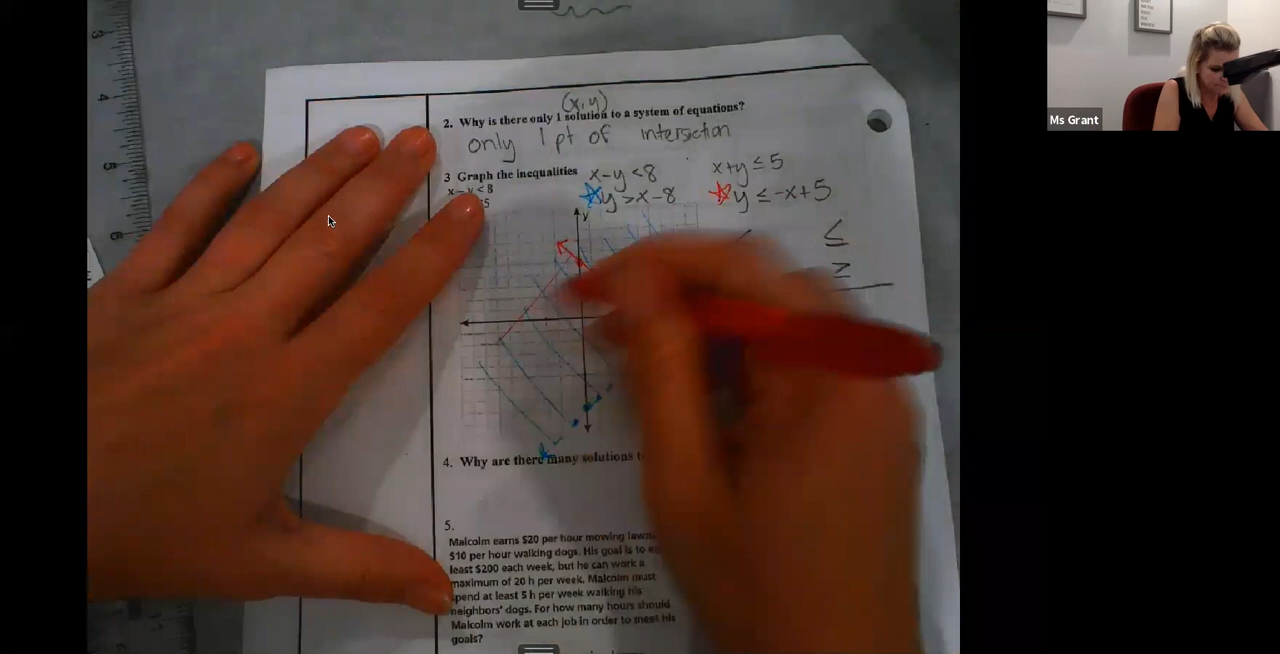 (x,y)
2. Why is there only 1 solution to a system of equations?
only 1 pt of intersection
3 Graph the inequalities
x-y<8
x+y≤5
x - y < 8
y>x-8
y≤-x+5
y
≤
≥
4. Why are there many solutions
5.
Malcolm earns $20 per hour mowing
$10 per hour walking dogs. His goal is to
least $200 each week, but he can work a
maximum of 20 h per week. Malcolm must
spend at least 5 h per week walking his
neighbors' dogs. For how many hours should
Malcolm work at each job in order to meet his
goals?
3
4
5
6
Ms Grant